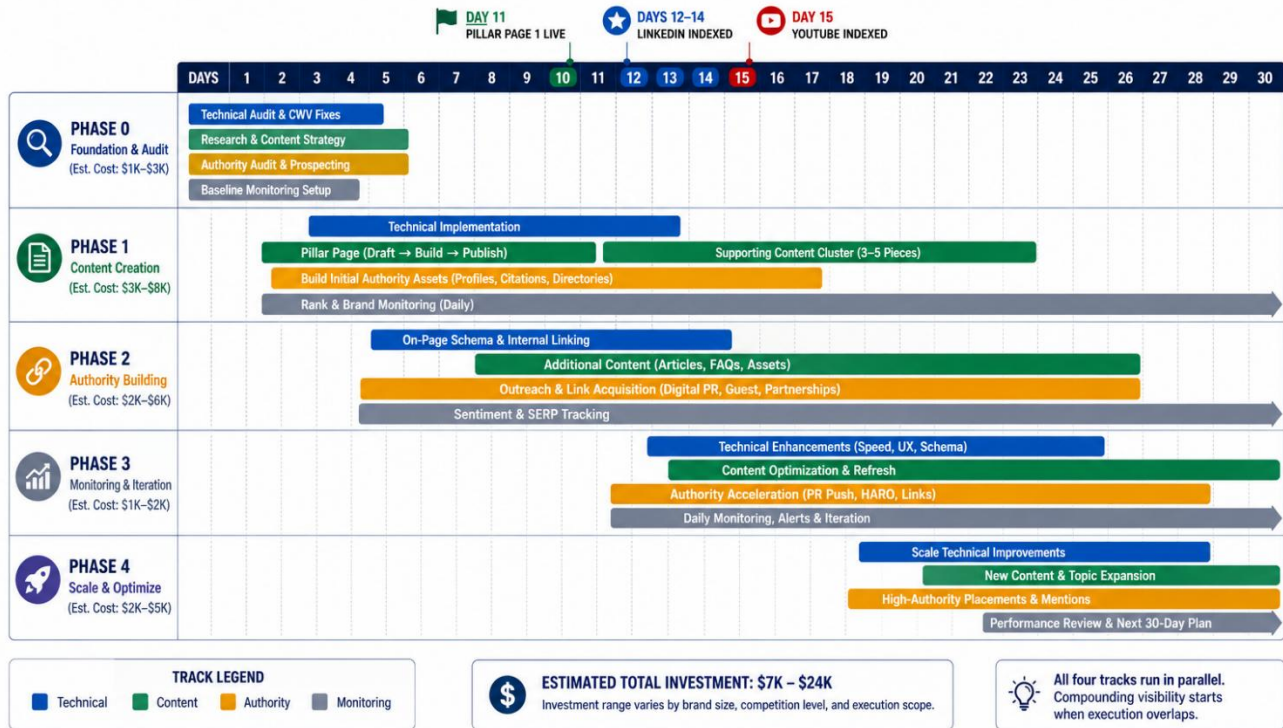 DAY 11
PILLAR PAGE 1 LIVE
DAYS 12–14
LINKEDIN INDEXED
DAY 15
YOUTUBE INDEXED
DAYS 1 2 3 4 5 6 7 8 9 10 11 12 13 14 15 16 17 18 19 20 21 22 23 24 25 26 27 28 29 30
PHASE 0
Foundation & Audit
(Est. Cost: $1K–$3K)
Technical Audit & CWV Fixes
Research & Content Strategy
Authority Audit & Prospecting
Baseline Monitoring Setup
PHASE 1
Content Creation
(Est. Cost: $3K–$8K)
Technical Implementation
Pillar Page (Draft → Build → Publish)
Supporting Content Cluster (3–5 Pieces)
Build Initial Authority Assets (Profiles, Citations, Directories)
Rank & Brand Monitoring (Daily)
PHASE 2
Authority Building
(Est. Cost: $2K–$6K)
On-Page Schema & Internal Linking
Additional Content (Articles, FAQs, Assets)
Outreach & Link Acquisition (Digital PR, Guest, Partnerships)
Sentiment & SERP Tracking
PHASE 3
Monitoring & Iteration
(Est. Cost: $1K–$2K)
Technical Enhancements (Speed, UX, Schema)
Content Optimization & Refresh
Authority Acceleration (PR Push, HARO, Links)
Daily Monitoring, Alerts & Iteration
PHASE 4
Scale & Optimize
(Est. Cost: $2K–$5K)
Scale Technical Improvements
New Content & Topic Expansion
High-Authority Placements & Mentions
Performance Review & Next 30-Day Plan
TRACK LEGEND
Technical Content Authority Monitoring
$
ESTIMATED TOTAL INVESTMENT: $7K – $24K
Investment range varies by brand size, competition level, and execution scope.
All four tracks run in parallel.
Compounding visibility starts
when execution overlaps.